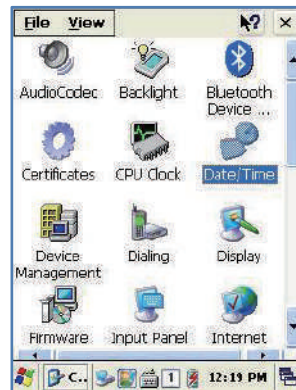 File View ?
AudioCodec Backlight Bluetooth
Device ...
Certificates CPU Clock Date/Time
Device
Management Dialing Display
Firmware Input Panel Internet
C.. 1 12:19 PM